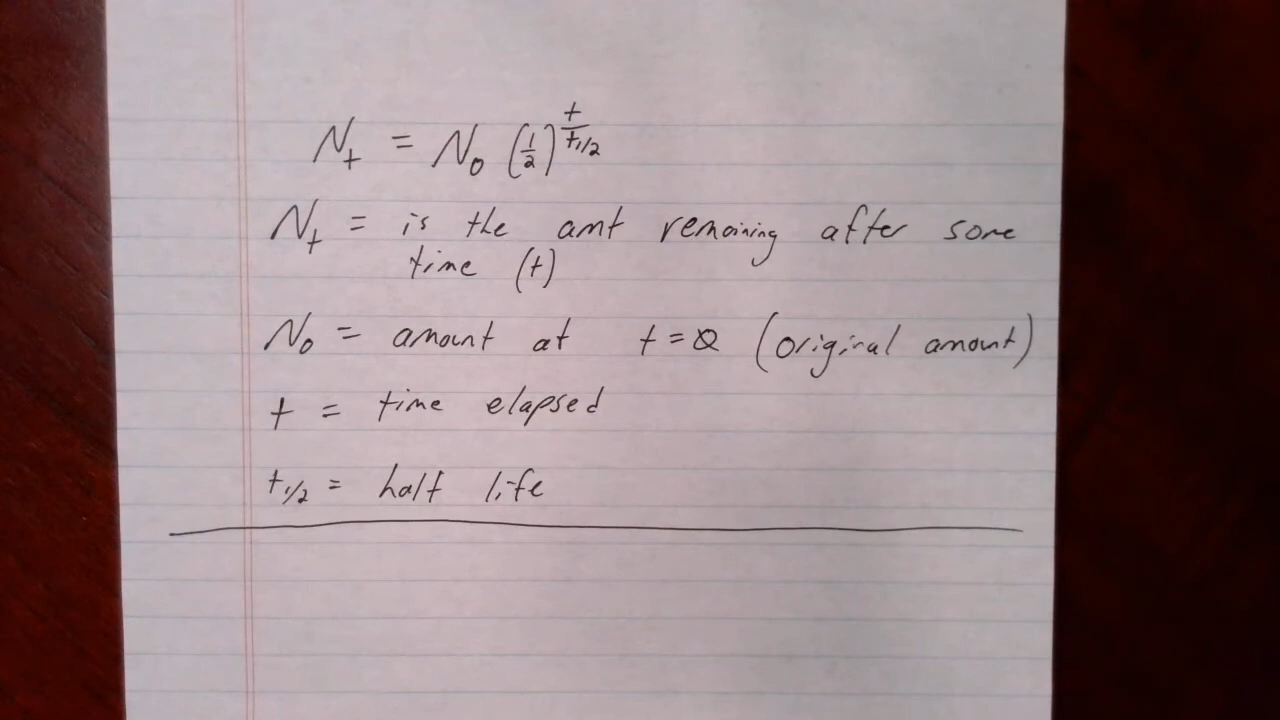 Nt = N0 (1/2)^(t/t1/2)
Nt = is the amt remaining after some
time (t)
N0 = amount at t=0 (original amount)
t = time elapsed
t1/2 = half life